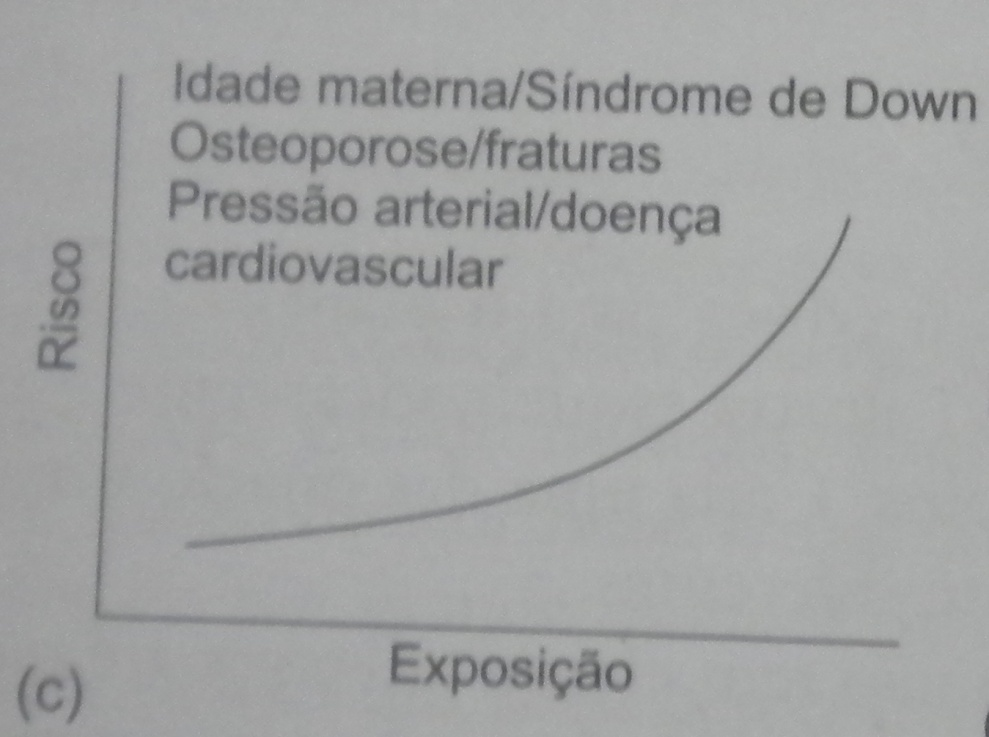 Idade materna/Síndrome de Down
Osteoporose/fraturas
Pressão arterial/doença
cardiovascular
Risco
Exposição
(c)